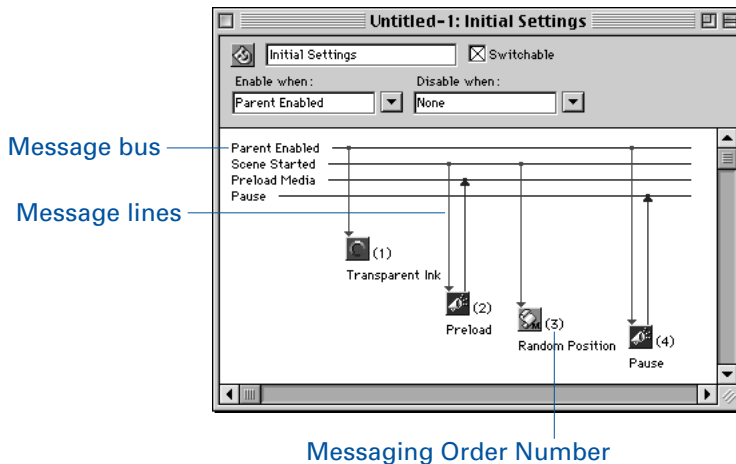 Untitled-1: Initial Settings
Initial Settings
Switchable
Enable when:
Disable when:
Parent Enabled
None
Message bus
Parent Enabled
Scene Started
Preload Media
Pause
Message lines
(1)
Transparent Ink
(2)
Preload
(3)
Random Position
(4)
Pause
Messaging Order Number